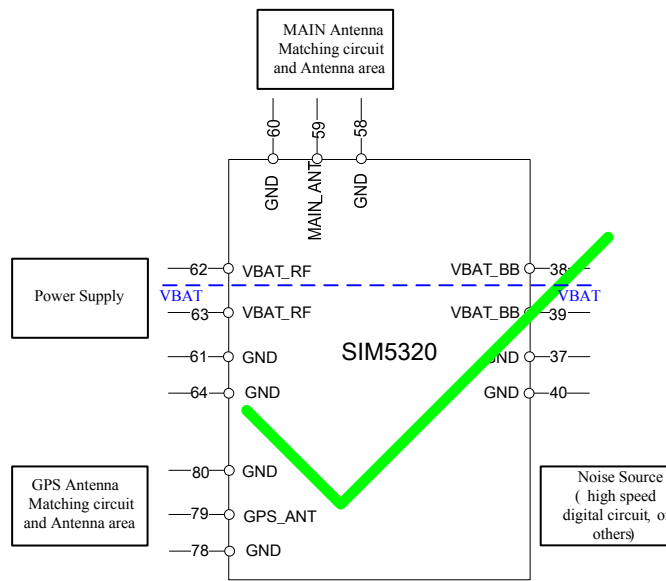 MAIN Antenna
Matching circuit
and Antenna area
60
59
58
GND
MAIN_ANT
GND
62
VBAT_RF
VBAT_BB
38
Power Supply
VBAT
VBAT
63
VBAT_RF
VBAT_BB
39
61
GND
SIM5320
GND
37
64
GND
GND
40
80
GND
GPS Antenna
Matching circuit
and Antenna area
79
GPS_ANT
78
GND
Noise Source
( high speed
digital circuit, or
others)